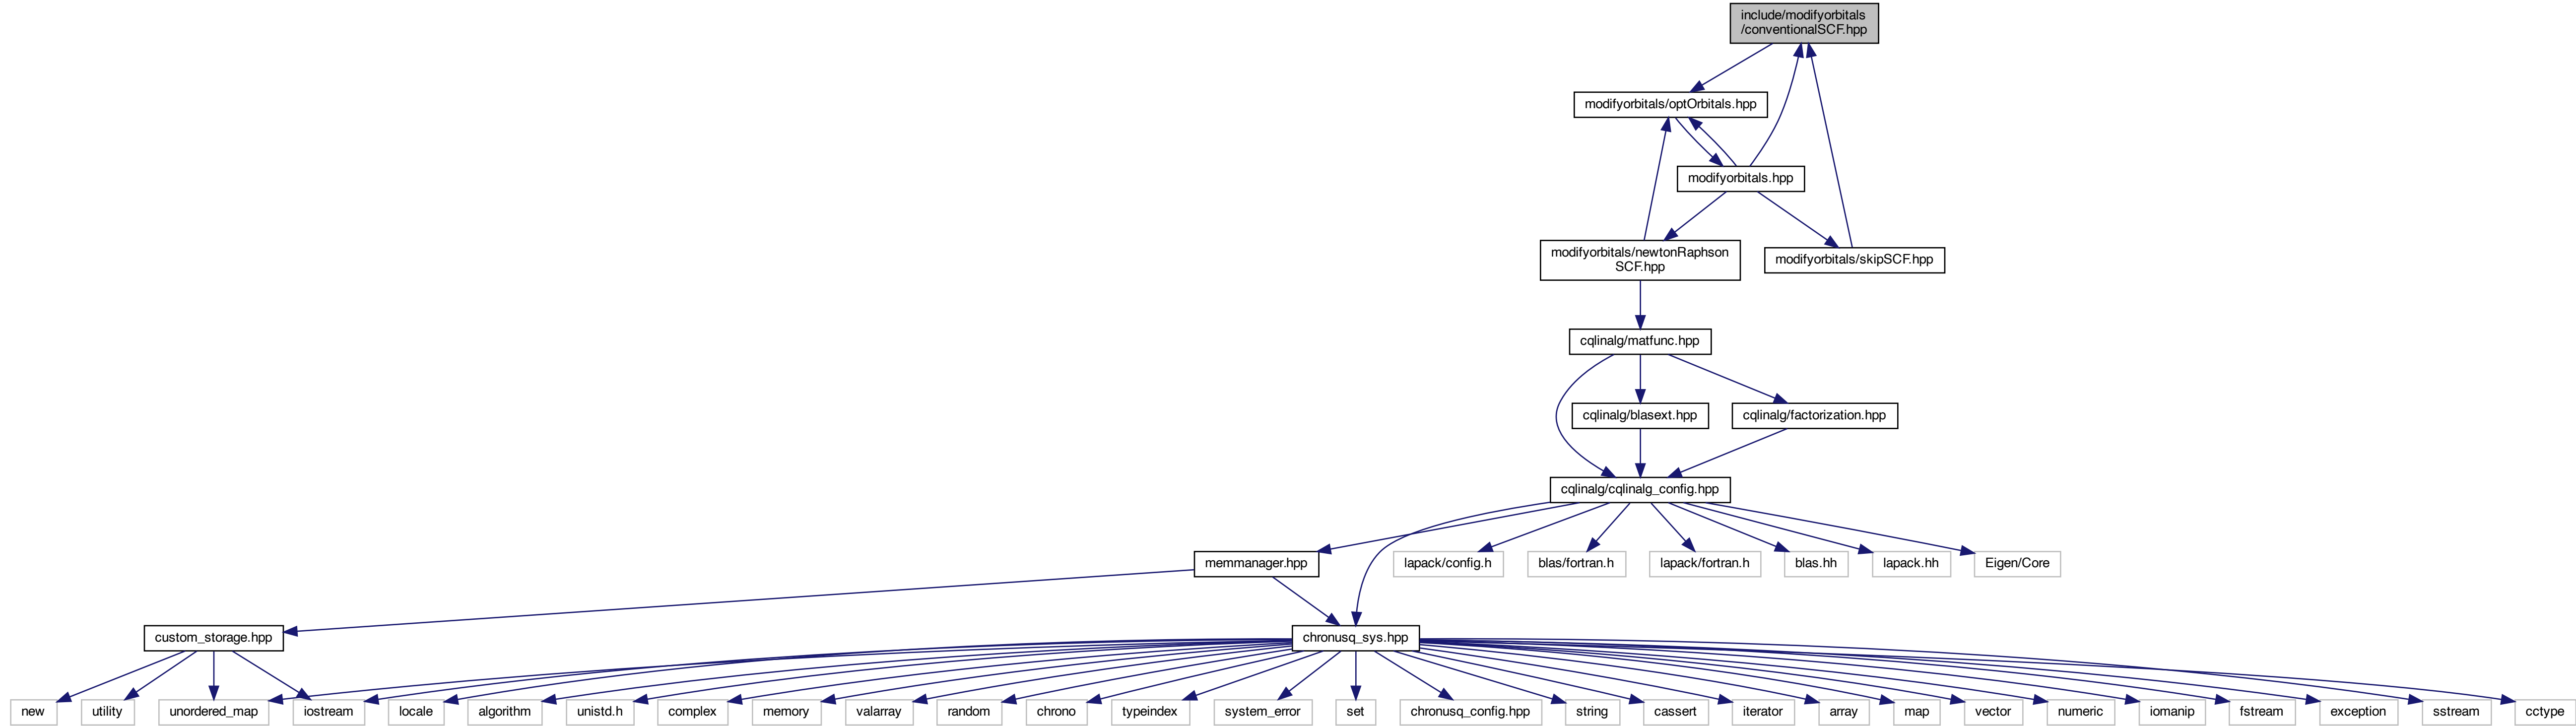 include/modifyorbitals
/conventionalSCF.hpp
modifyorbitals/optOrbitals.hpp
modifyorbitals.hpp
modifyorbitals/newtonRaphson
SCF.hpp
modifyorbitals/skipSCF.hpp
cqlinalg/matfunc.hpp
cqlinalg/blasext.hpp
cqlinalg/factorization.hpp
cqlinalg/cqlinalg_config.hpp
memmanager.hpp
lapack/config.h
blas/fortran.h
lapack/fortran.h
blas.hh
lapack.hh
Eigen/Core
custom_storage.hpp
chronusq_sys.hpp
new
utility
unordered_map
iostream
locale
algorithm
unistd.h
complex
memory
valarray
random
chrono
typeindex
system_error
set
chronusq_config.hpp
string
cassert
iterator
array
map
vector
numeric
iomanip
fstream
exception
sstream
cctype